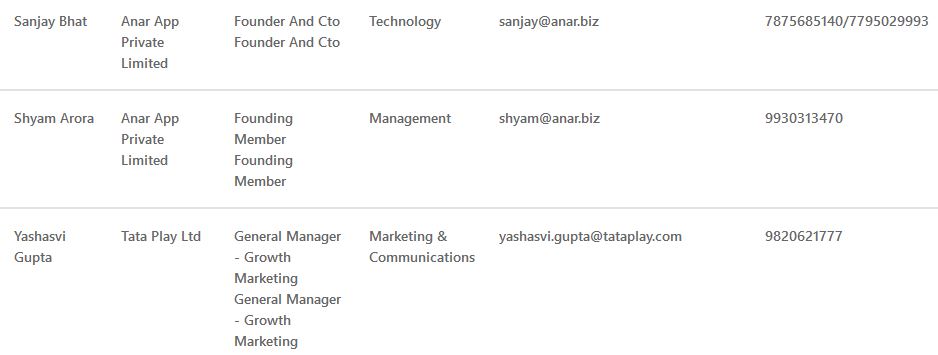 Sanjay Bhat Anar App Founder And Cto Technology sanjay@anar.biz 7875685140/7795029993
Private Founder And Cto
Limited
Shyam Arora Anar App Founding Management shyam@anar.biz 9930313470
Private Member
Limited Founding
Member
Yashasvi Tata Play Ltd General Manager Marketing & yashasvi.gupta@tataplay.com 9820621777
Gupta - Growth Communications
Marketing
General Manager
- Growth
Marketing